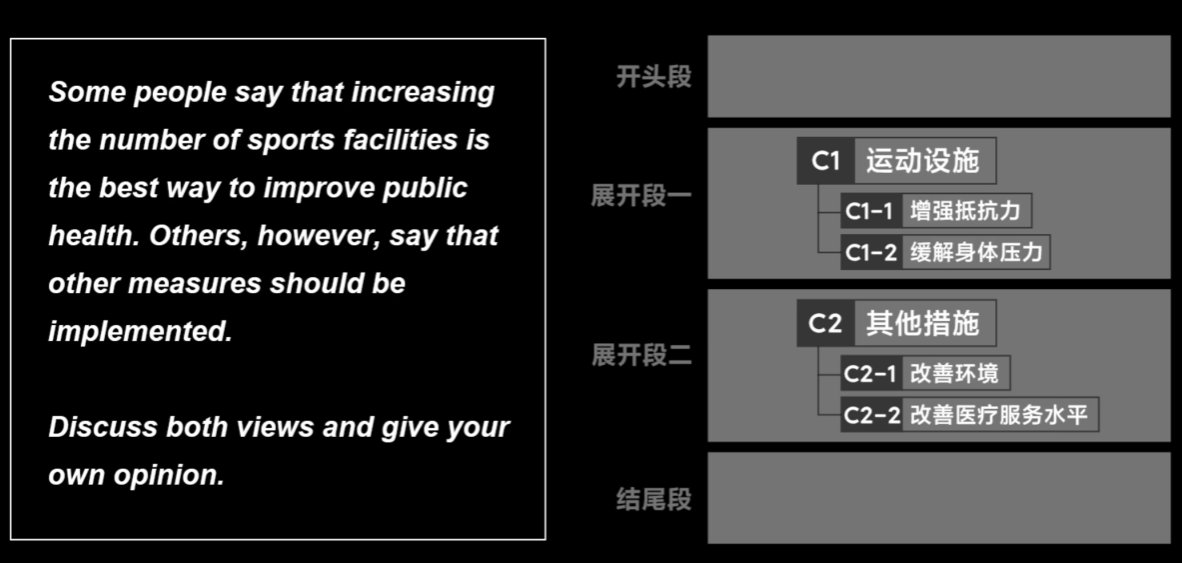 Some people say that increasing
the number of sports facilities is
the best way to improve public
health. Others, however, say that
other measures should be
implemented.
Discuss both views and give your
own opinion.
开头段
展开段一
C1 运动设施
C1-1 增强抵抗力
C1-2 缓解身体压力
展开段二
C2 其他措施
C2-1 改善环境
C2-2 改善医疗服务水平
结尾段